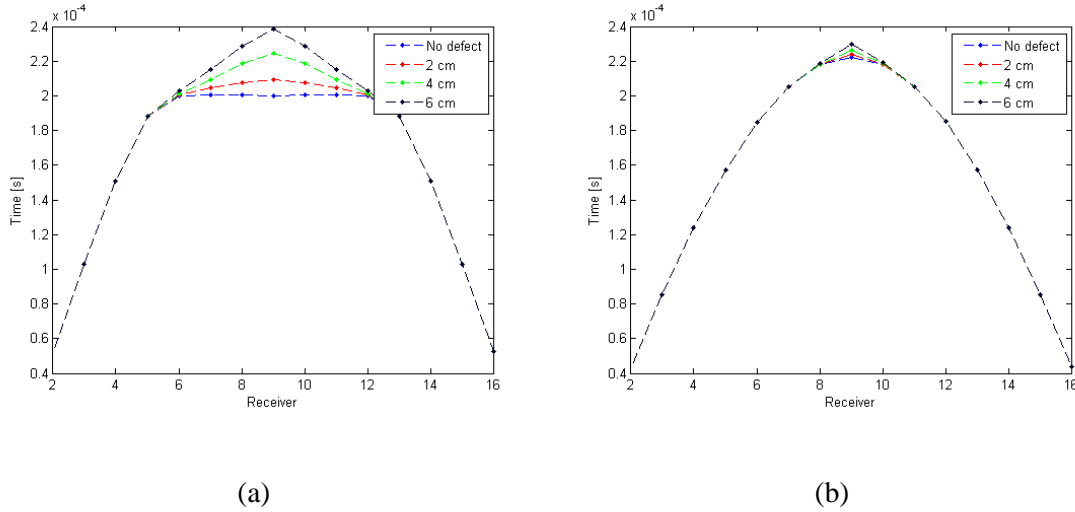 x 10⁻⁴
2.4
2.2
2
1.8
1.6
1.4
1.2
1
0.8
0.6
0.4
Time [s]
2 4 6 8 10 12 14 16
Receiver
No defect
2 cm
4 cm
6 cm
(a)
x 10⁻⁴
2.4
2.2
2
1.8
1.6
1.4
1.2
1
0.8
0.6
0.4
Time [s]
2 4 6 8 10 12 14 16
Receiver
No defect
2 cm
4 cm
6 cm
(b)